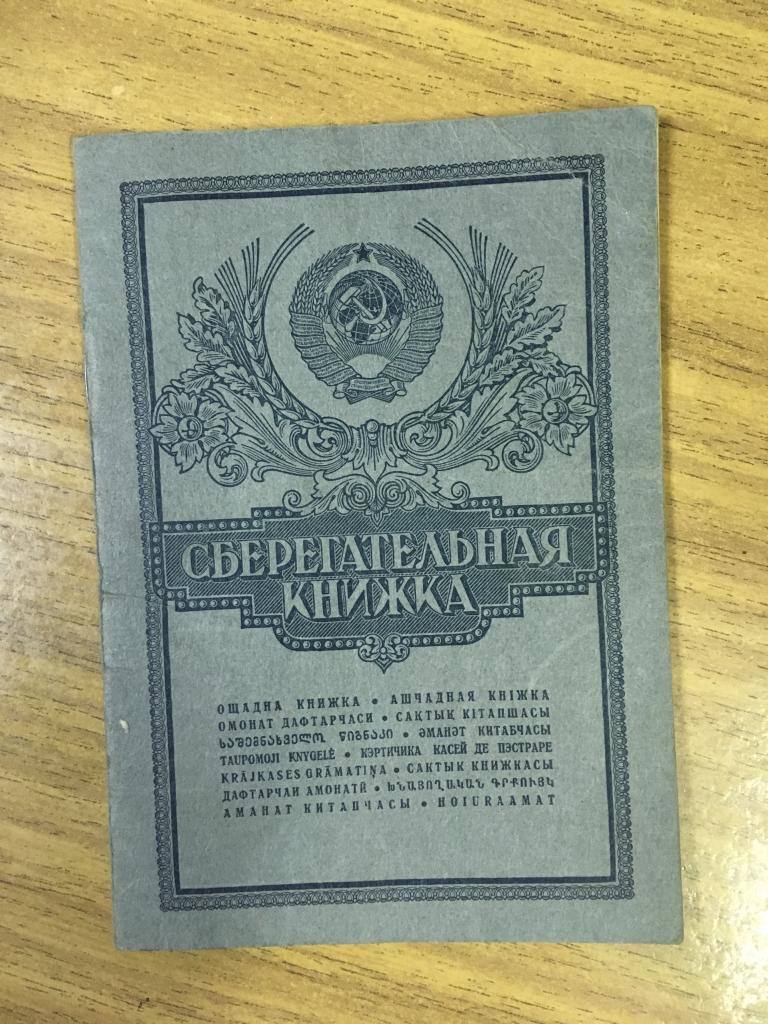 СБЕРЕГАТЕЛЬНАЯ
КНИЖКА
ОЩАДНА КНИЖКА • АШЧАДНАЯ КНІЖКА
ОМОНАТ ДАФТАРЧАСИ • САКТЫҚ КІТАПШАСЫ
ᲡᲐᲨᲔᲛᲜᲐᲮᲕᲔᲚᲝ ᲬᲘᲒᲜᲐᲙᲘ • ӘМАНӘТ КИТАБЧАСЫ
TAUPOMOJI KNYGELĖ • КЭРТИЧИКА КАСЕЙ ДЕ ПЭСТРАРЕ
KRĀJKASES GRĀMATIŅA • САКТЫК КНИЖКАСЫ
ДАФТАРЧАИ АМОНАТӢ • ԽՆԱՅՈՂԱԿԱՆ ԳՐՔՈՒՅԿ
АМАНАТ КИТАПЧАСЫ • HOIURAAMAT